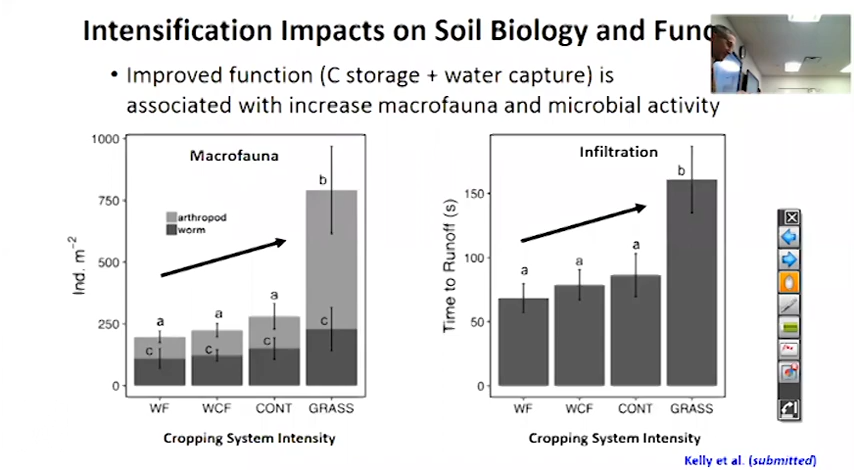 Intensification Impacts on Soil Biology and Func
• Improved function (C storage + water capture) is
associated with increase macrofauna and microbial activity
Macrofauna
arthropod
worm
Ind. m⁻²
1000
750
500
250
0
a
c
a
c
a
c
b
c
WF
WCF
CONT
GRASS
Cropping System Intensity
Infiltration
Time to Runoff (s)
150
100
50
0
a
a
a
b
WF
WCF
CONT
GRASS
Cropping System Intensity
Kelly et al. (submitted)